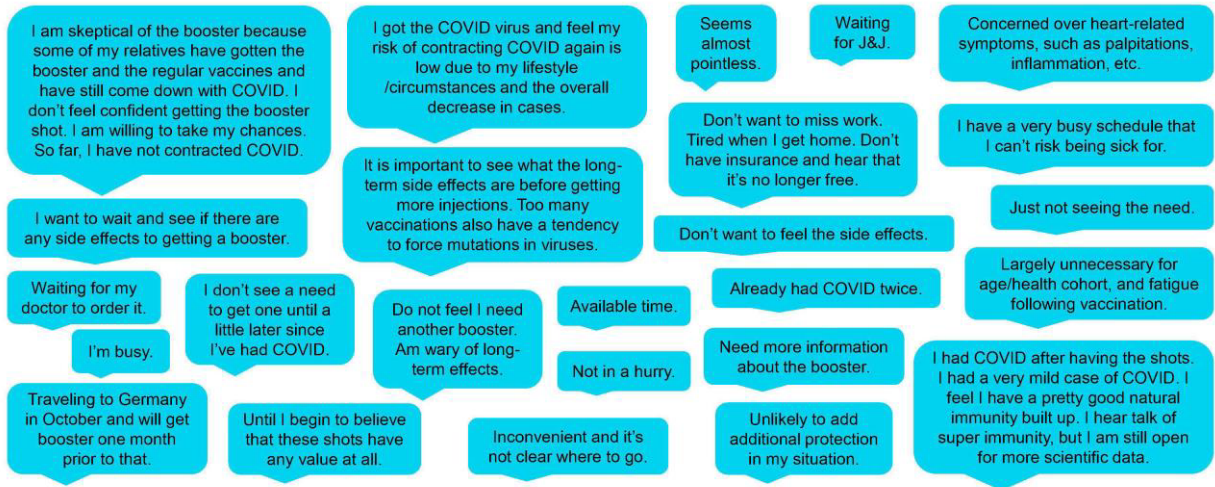 I am skeptical of the booster because
some of my relatives have gotten the
booster and the regular vaccines and
have still come down with COVID. I
don’t feel confident getting the booster
shot. I am willing to take my chances.
So far, I have not contracted COVID.
I got the COVID virus and feel my
risk of contracting COVID again is
low due to my lifestyle
/circumstances and the overall
decrease in cases.
Seems
almost
pointless.
Waiting
for J&J.
Concerned over heart-related
symptoms, such as palpitations,
inflammation, etc.
Don’t want to miss work.
Tired when I get home. Don’t
have insurance and hear that
it’s no longer free.
I have a very busy schedule that
I can’t risk being sick for.
It is important to see what the long-
term side effects are before getting
more injections. Too many
vaccinations also have a tendency
to force mutations in viruses.
Just not seeing the need.
I want to wait and see if there are
any side effects to getting a booster.
Don’t want to feel the side effects.
Largely unnecessary for
age/health cohort, and fatigue
following vaccination.
Waiting for my
doctor to order it.
I don’t see a need
to get one until a
little later since
I’ve had COVID.
Do not feel I need
another booster.
Am wary of long-
term effects.
Available time.
Already had COVID twice.
I’m busy.
Not in a hurry.
Need more information
about the booster.
I had COVID after having the shots.
I had a very mild case of COVID. I
feel I have a pretty good natural
immunity built up. I hear talk of
super immunity, but I am still open
for more scientific data.
Traveling to Germany
in October and will get
booster one month
prior to that.
Until I begin to believe
that these shots have
any value at all.
Inconvenient and it’s
not clear where to go.
Unlikely to add
additional protection
in my situation.